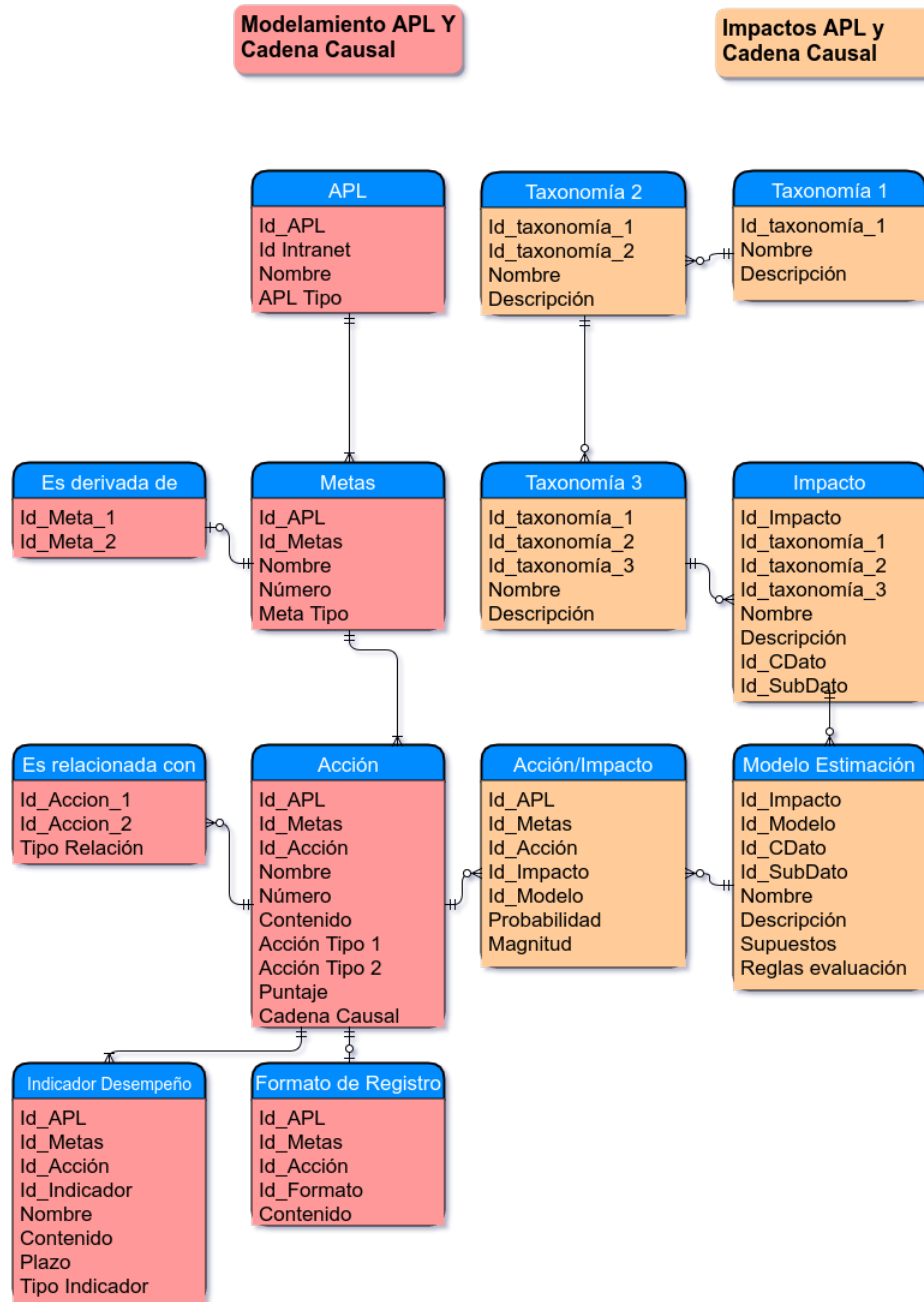 Modelamiento APL Y
Cadena Causal
Impactos APL y
Cadena Causal
APL
Id_APL
Id Intranet
Nombre
APL Tipo
Taxonomía 2
Id_taxonomía_1
Id_taxonomía_2
Nombre
Descripción
Taxonomía 1
Id_taxonomía_1
Nombre
Descripción
Es derivada de
Id_Meta_1
Id_Meta_2
Metas
Id_APL
Id_Metas
Nombre
Número
Meta Tipo
Taxonomía 3
Id_taxonomía_1
Id_taxonomía_2
Id_taxonomía_3
Nombre
Descripción
Impacto
Id_Impacto
Id_taxonomía_1
Id_taxonomía_2
Id_taxonomía_3
Nombre
Descripción
Id_CDato
Id_SubDato
Es relacionada con
Id_Accion_1
Id_Accion_2
Tipo Relación
Acción
Id_APL
Id_Metas
Id_Acción
Nombre
Número
Contenido
Acción Tipo 1
Acción Tipo 2
Puntaje
Cadena Causal
Acción/Impacto
Id_APL
Id_Metas
Id_Acción
Id_Impacto
Id_Modelo
Probabilidad
Magnitud
Modelo Estimación
Id_Impacto
Id_Modelo
Id_CDato
Id_SubDato
Nombre
Descripción
Supuestos
Reglas evaluación
Indicador Desempeño
Id_APL
Id_Metas
Id_Acción
Id_Indicador
Nombre
Contenido
Plazo
Tipo Indicador
Formato de Registro
Id_APL
Id_Metas
Id_Acción
Id_Formato
Contenido